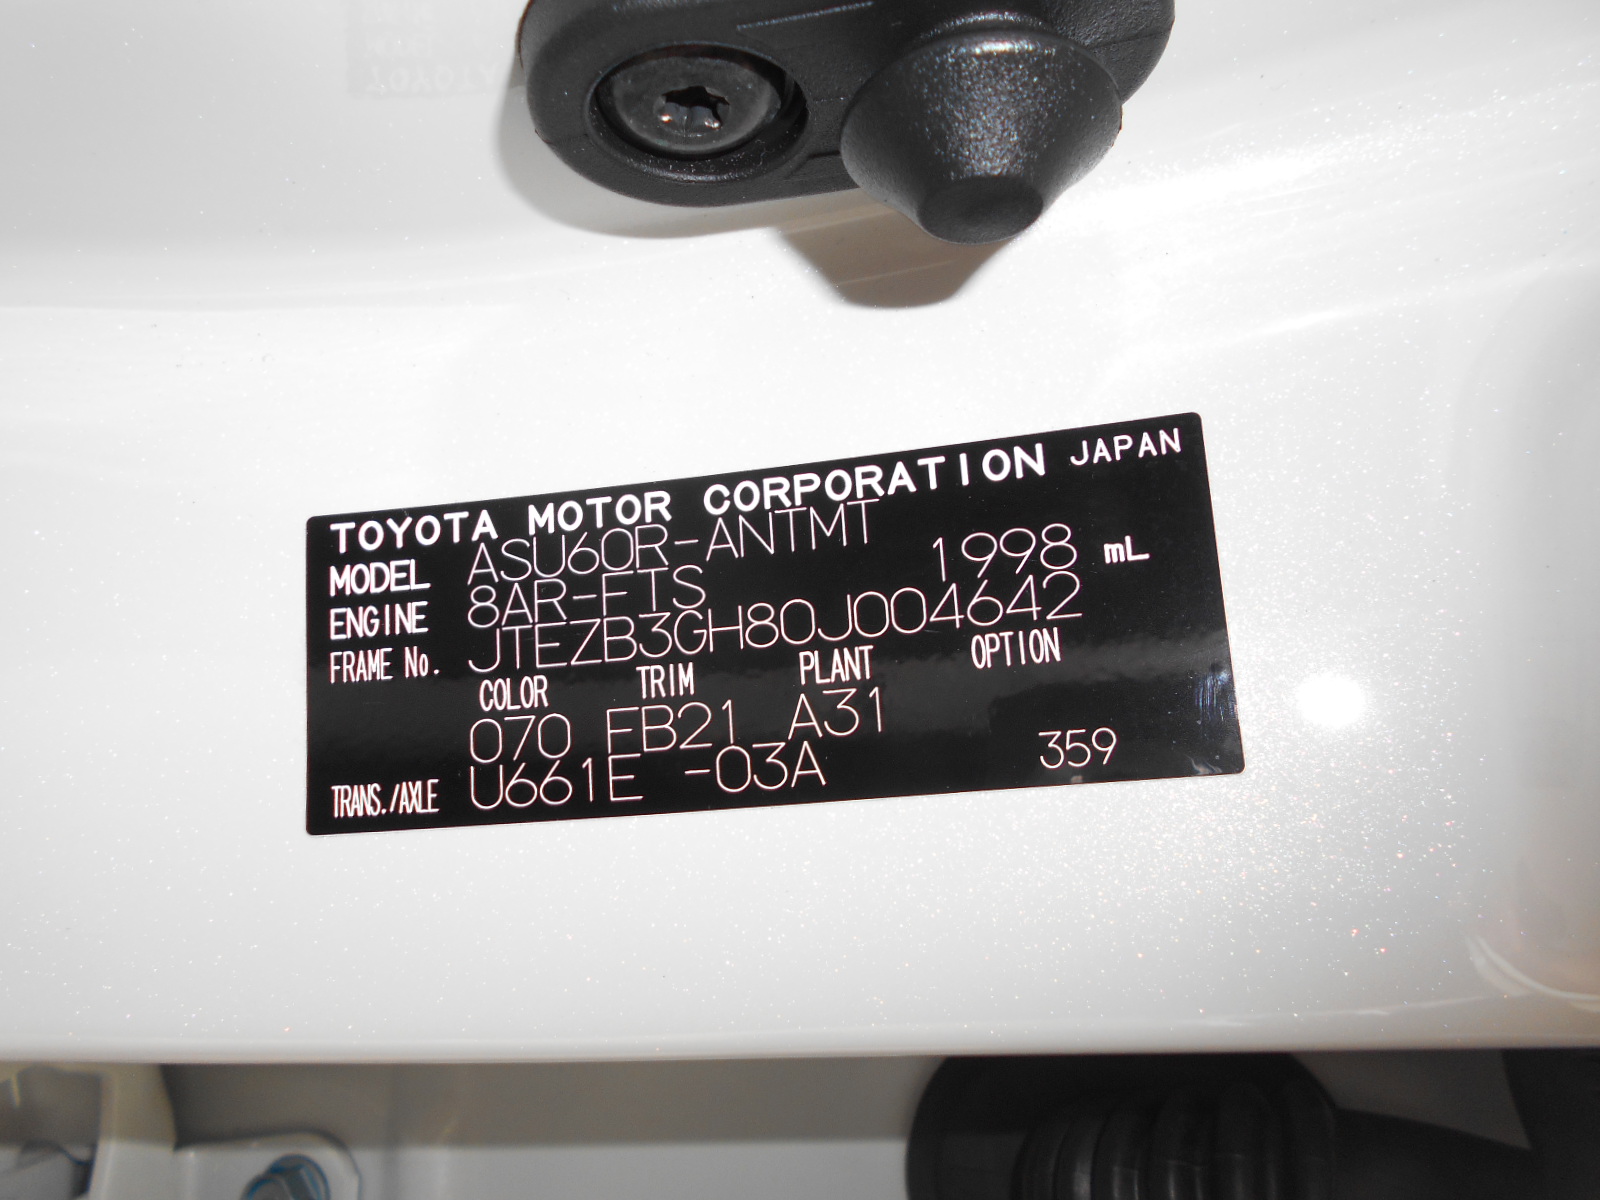 TOYOTA MOTOR CORPORATION JAPAN
MODEL ASU60R-ANTMT
ENGINE 8AR-FTS 1998 mL
FRAME No. JTEZB3GH80J004642
COLOR TRIM PLANT OPTION
070 FB21 A31
TRANS./AXLE U661E -03A 359